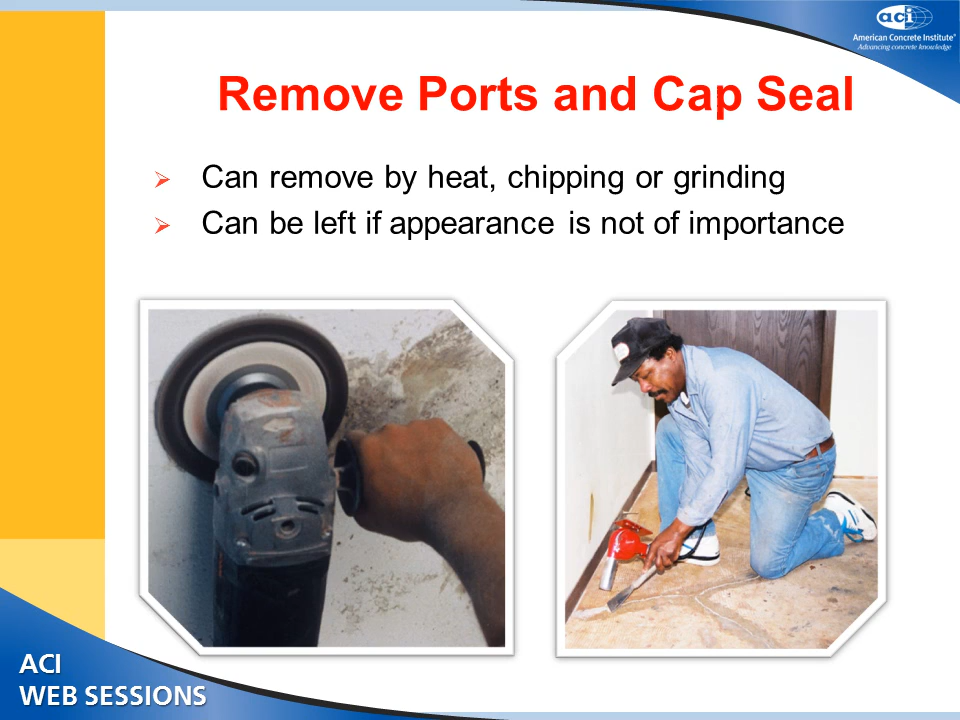 aci
American Concrete Institute®
Advancing concrete knowledge
Remove Ports and Cap Seal
Can remove by heat, chipping or grinding
Can be left if appearance is not of importance
ACI
WEB SESSIONS